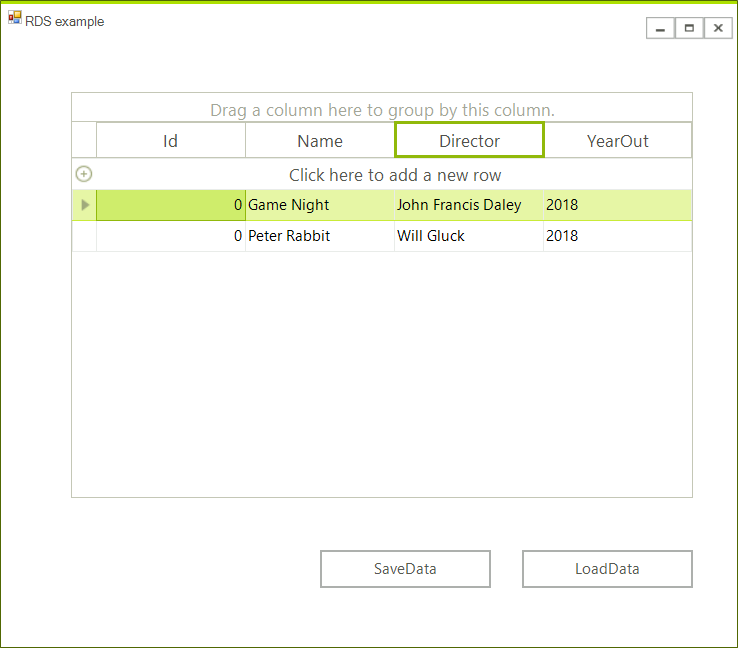 RDS example
Drag a column here to group by this column.
Id Name Director YearOut
Click here to add a new row
0 Game Night John Francis Daley 2018
0 Peter Rabbit Will Gluck 2018
SaveData LoadData